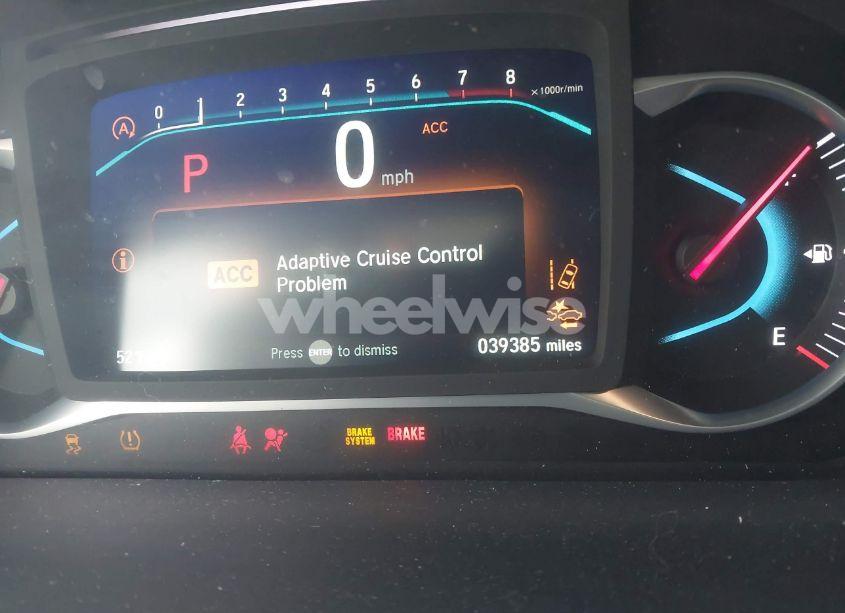 0 1 2 3 4 5 6 7 8 ×1000r/min
A
ACC
P 0 mph
i
ACC Adaptive Cruise Control
Problem
wheelwise
Press ENTER to dismiss
039385 miles
E
BRAKE
SYSTEM
BRAKE